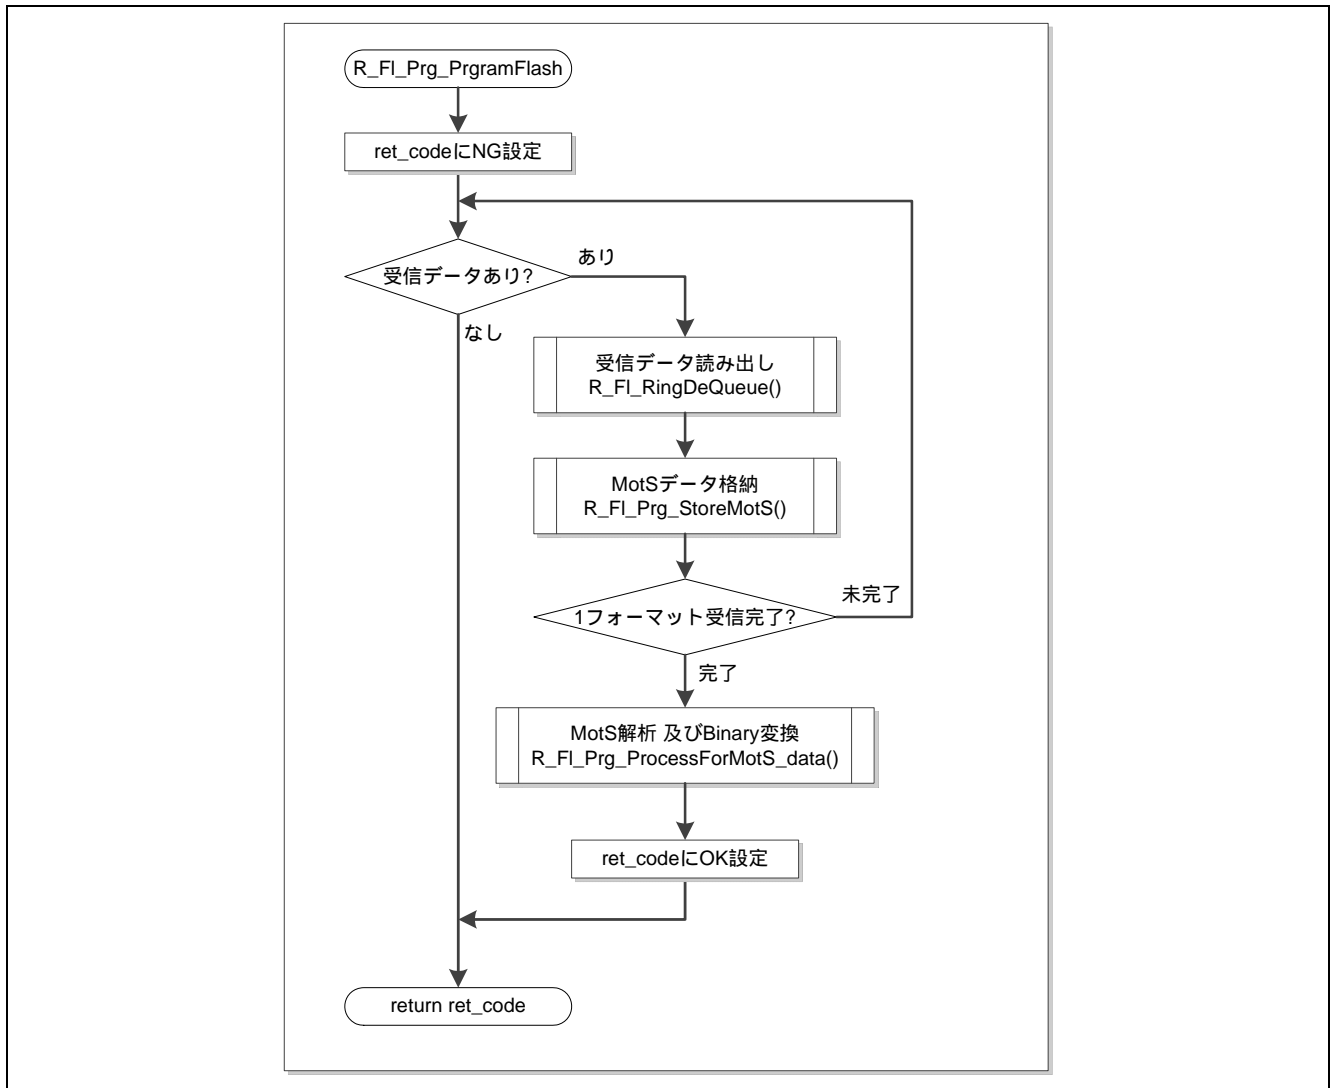 R_Fl_Prg_PrgramFlash
ret_codeにNG設定
受信データあり?
あり
なし
受信データ読み出し
R_Fl_RingDeQueue()
MotSデータ格納
R_Fl_Prg_StoreMotS()
1フォーマット受信完了?
未完了
完了
MotS解析 及びBinary変換
R_Fl_Prg_ProcessForMotS_data()
ret_codeにOK設定
return ret_code